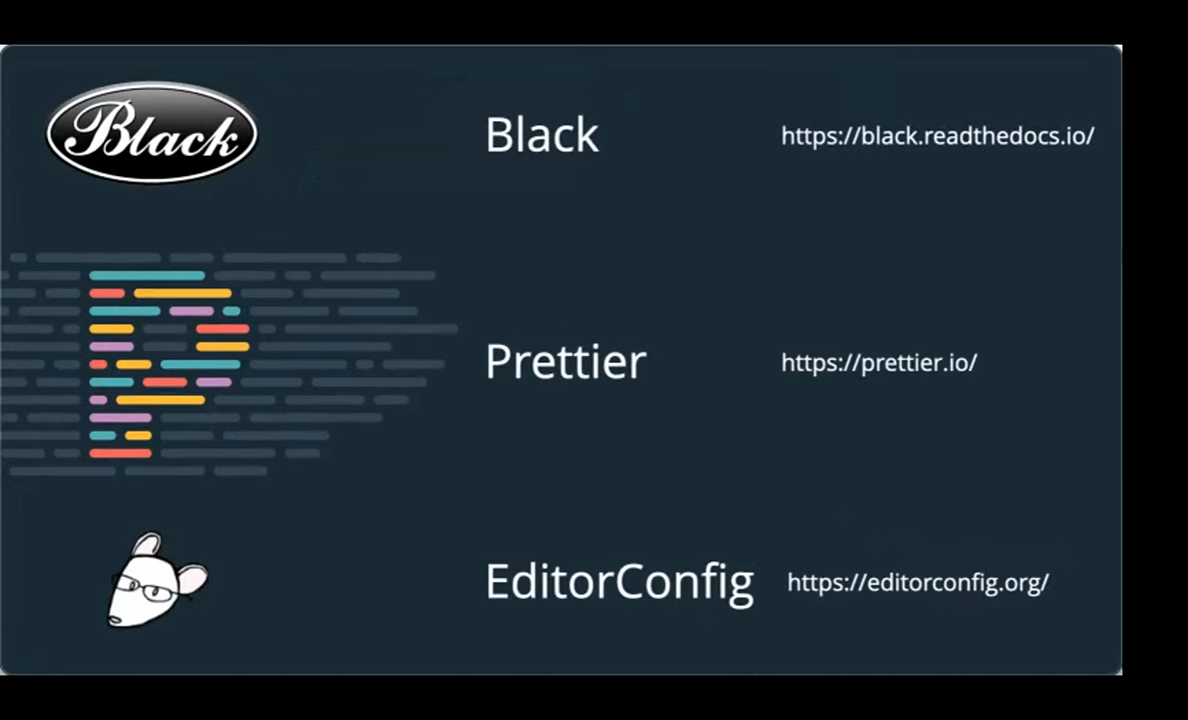 Black
Black https://black.readthedocs.io/
Prettier https://prettier.io/
EditorConfig https://editorconfig.org/